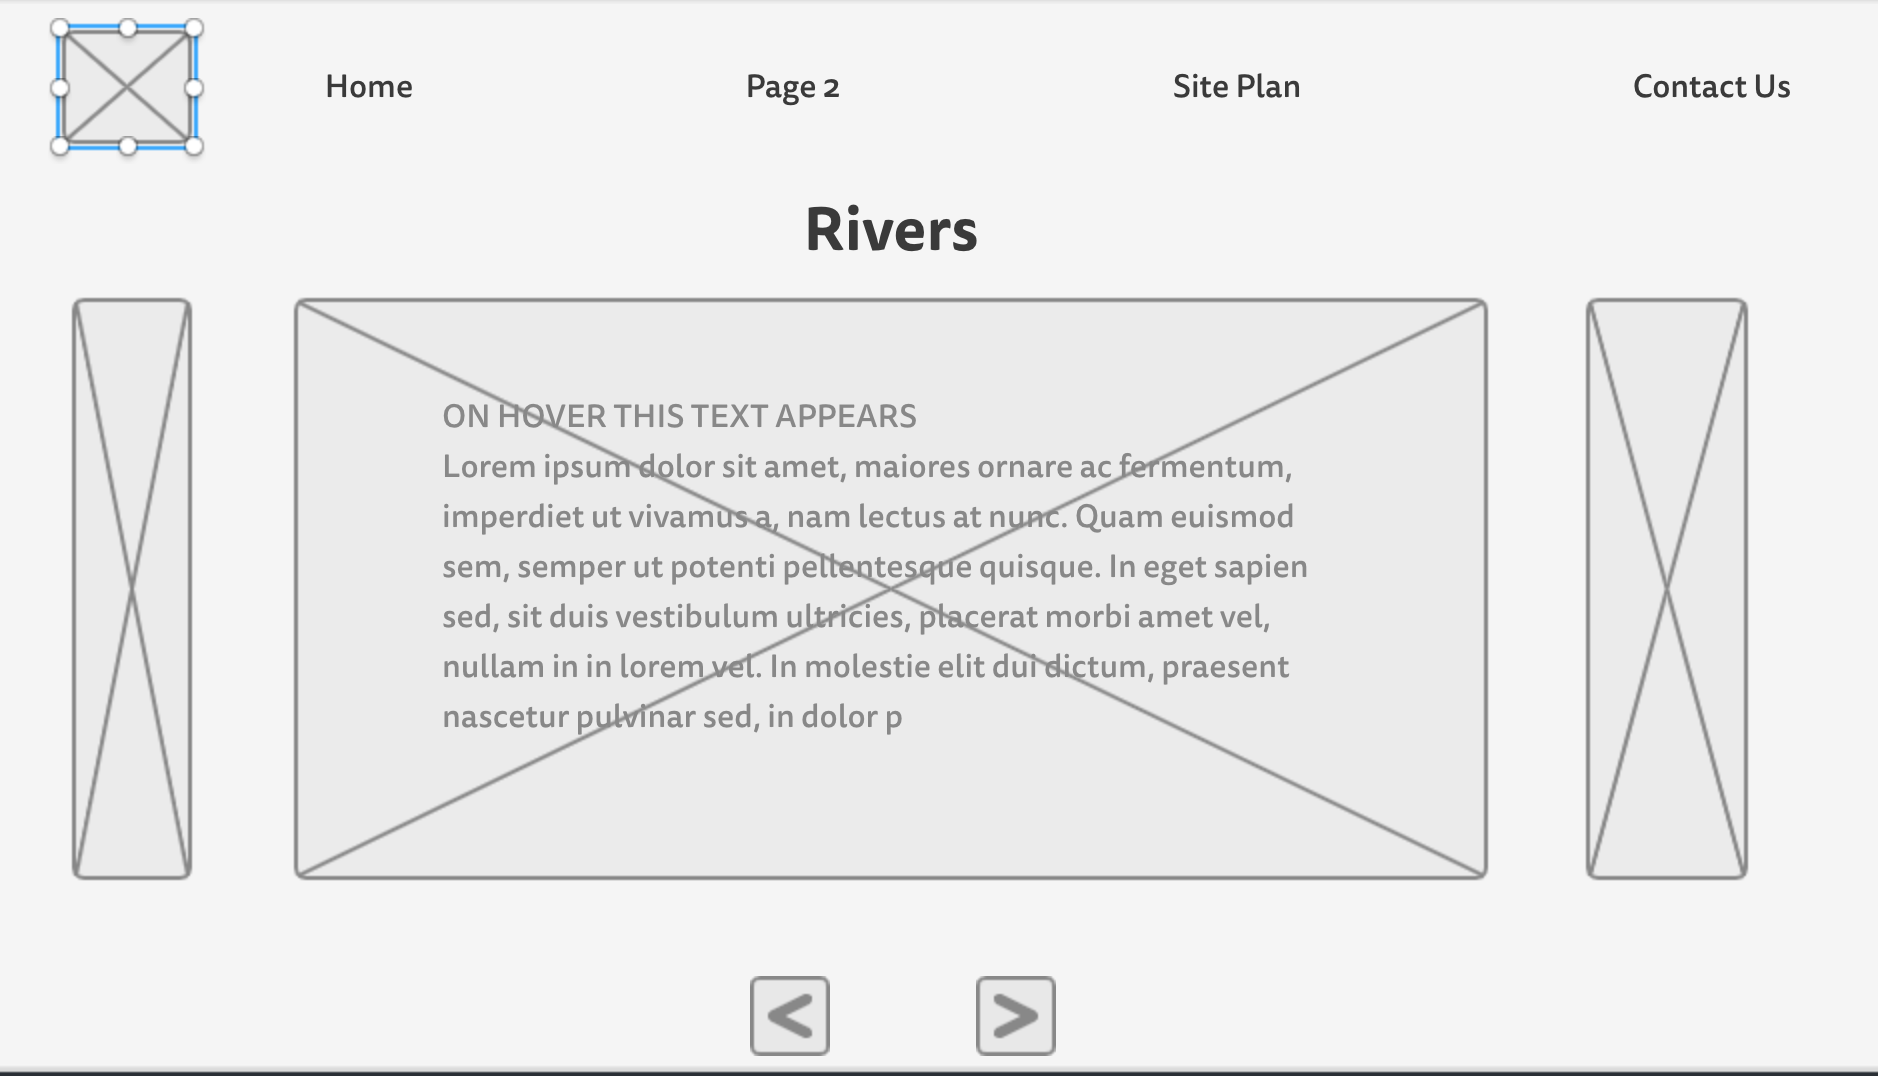 Home
Page 2
Site Plan
Contact Us
Rivers
ON HOVER THIS TEXT APPEARS
Lorem ipsum dolor sit amet, maiores ornare ac fermentum,
imperdiet ut vivamus a, nam lectus at nunc. Quam euismod
sem, semper ut potenti pellentesque quisque. In eget sapien
sed, sit duis vestibulum ultricies, placerat morbi amet vel,
nullam in in lorem vel. In molestie elit dui dictum, praesent
nascetur pulvinar sed, in dolor p
< >